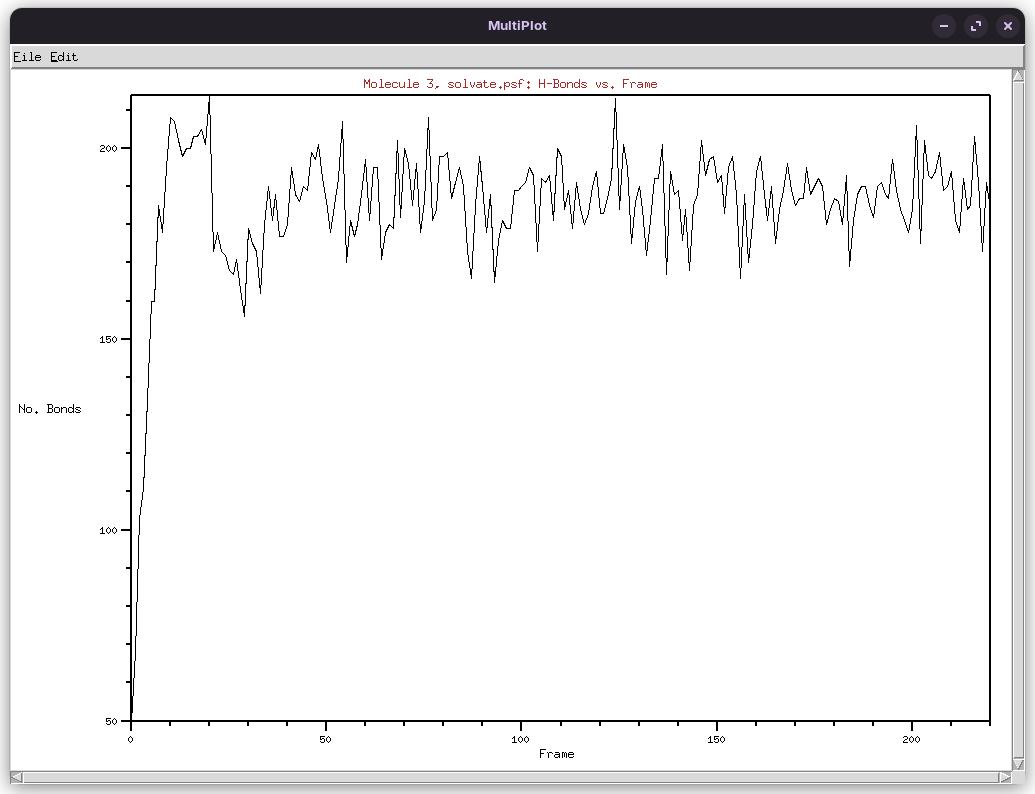 MultiPlot
File Edit
Molecule 3, solvate.psf: H-Bonds vs. Frame
200
150
No. Bonds
100
50
0 50 100 150 200
Frame